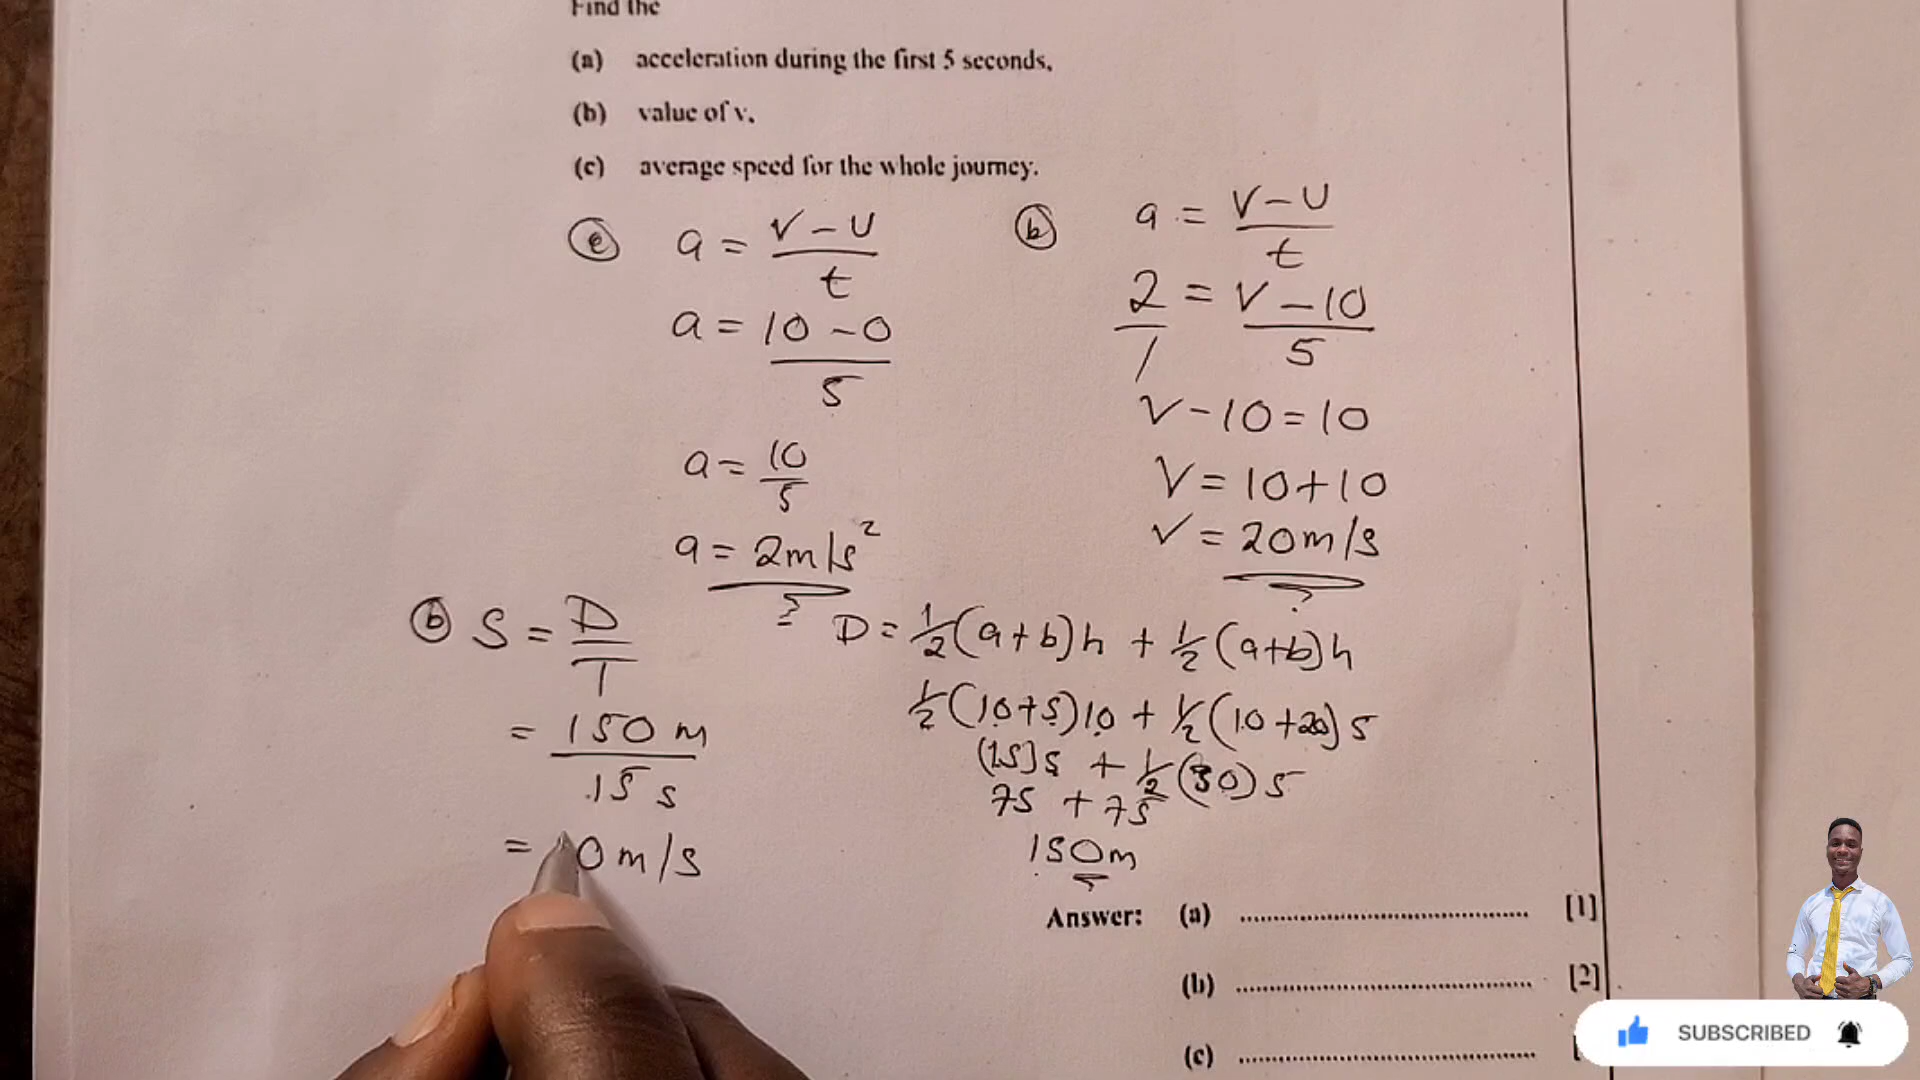 Find the
(a) acceleration during the first 5 seconds.
(b) value of v.
(c) average speed for the whole journey.
a = V - U / t
a = 10 - 0 / 5
a = 10 / 5
a = 2m/s²
(b) a = V - U / t
2 / 1 = V - 10 / 5
V - 10 = 10
V = 10 + 10
V = 20m/s
(b) S = D / T
= 150 m / 15 s
= 10m/s
D = 1/2 (a+b)h + 1/2 (a+b)h
1/2 (10+5)10 + 1/2 (10+20)5
(15)5 + 1/2 (30)5
75 + 75
150m
Answer: (a) .......... [1]
(b) .......... [2]
(c) ..........
SUBSCRIBED